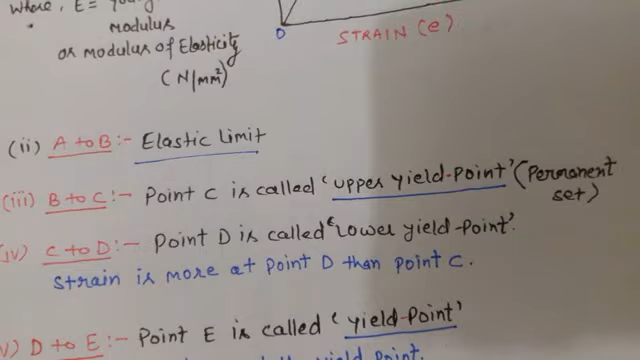 Where, E =
modulus
or modulus of Elasticity
(N/mm²)
O
STRAIN (e)
(ii) A to B:- Elastic Limit
(iii) B to C:- Point C is called 'upper yield-point' (Permanent set)
(iv) C to D:- Point D is called 'Lower yield-point'.
Strain is more at point D than point C.
v) D to E:- Point E is called 'yield-point'
yield point.